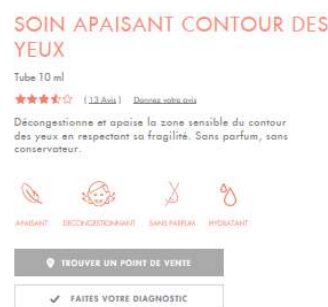 SOIN APAISANT CONTOUR DES
YEUX
Tube 10 ml
( 13 Avis ) Donnez votre avis
Décongestionne et apaise la zone sensible du contour
des yeux en respectant sa fragilité. Sans parfum, sans
conservateur.
APAISANT DÉCONGESTIONNANT SANS PARFUM HYDRATANT
TROUVER UN POINT DE VENTE
FAITES VOTRE DIAGNOSTIC